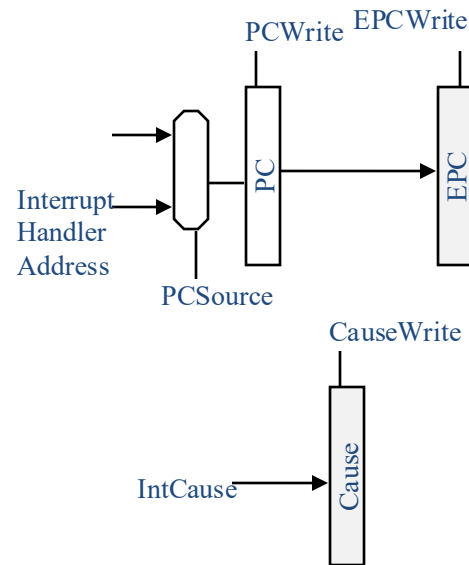 PCWrite
EPCWrite
PC
EPC
Interrupt
Handler
Address
PCSource
CauseWrite
IntCause
Cause